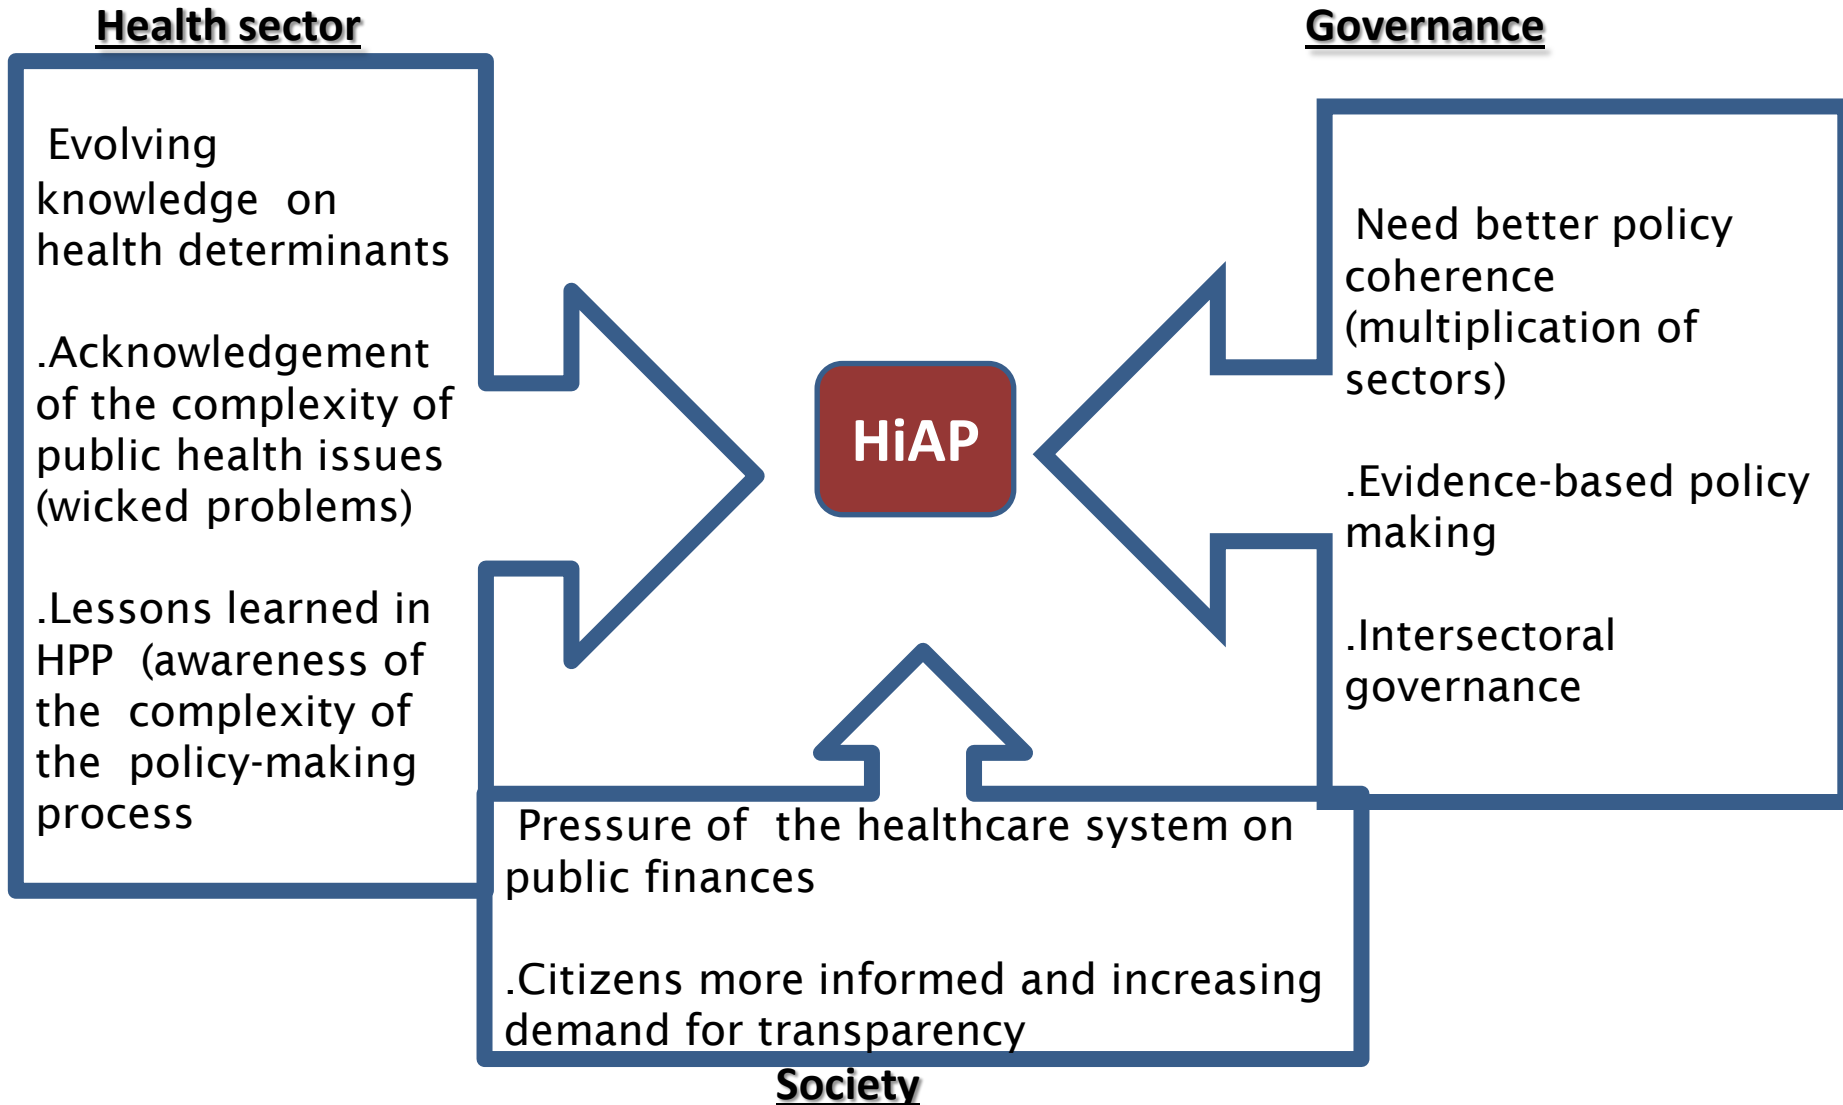 Health sector
Evolving
knowledge on
health determinants
.Acknowledgement
of the complexity of
public health issues
(wicked problems)
.Lessons learned in
HPP (awareness of
the complexity of
the policy-making
process
HiAP
Governance
Need better policy
coherence
(multiplication of
sectors)
.Evidence-based policy
making
.Intersectoral
governance
Pressure of the healthcare system on
public finances
.Citizens more informed and increasing
demand for transparency
Society